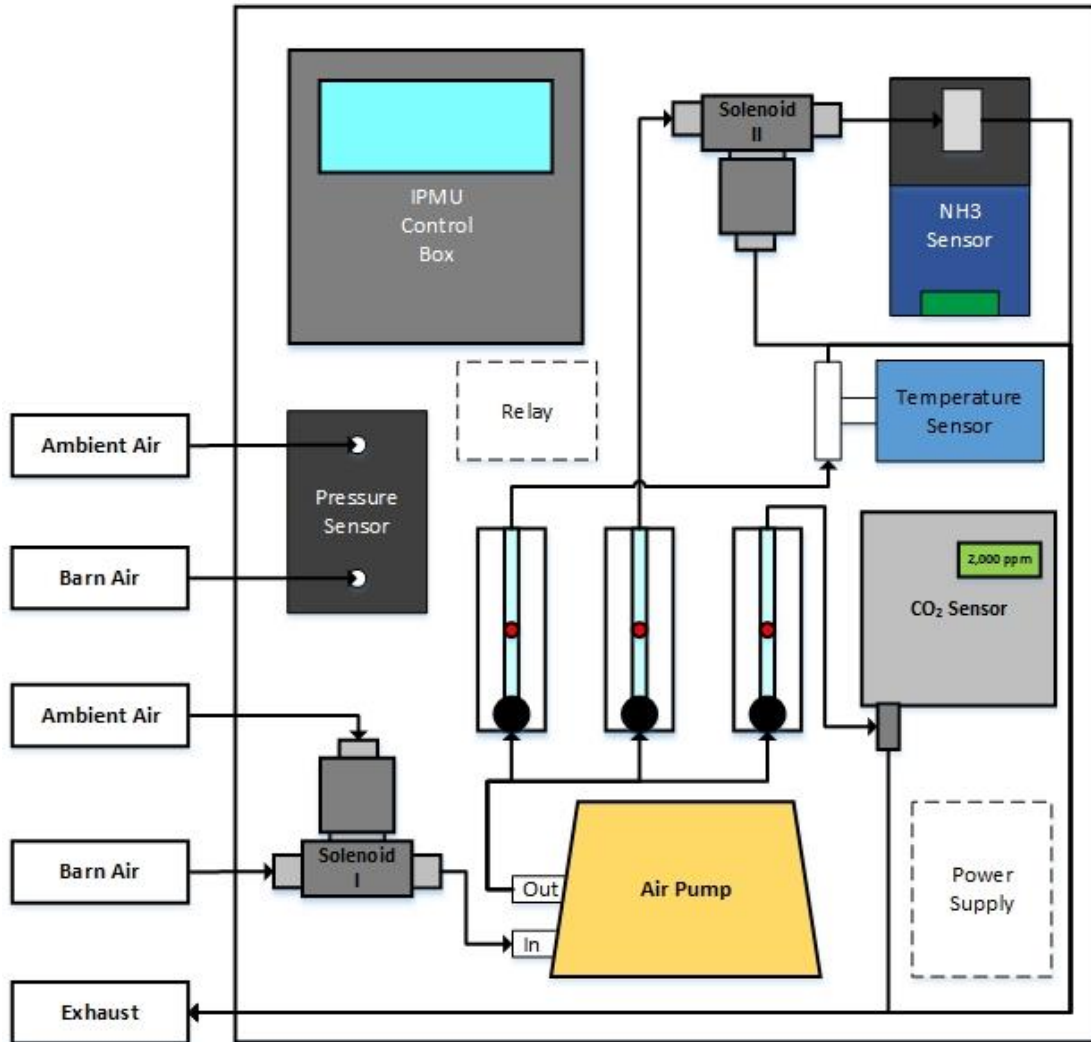 IPMU
Control
Box
Solenoid
II
NH3
Sensor
Relay
Temperature
Sensor
Ambient Air
Pressure
Sensor
Barn Air
2,000 ppm
CO₂ Sensor
Ambient Air
Barn Air
Solenoid
I
Out
In
Air Pump
Power
Supply
Exhaust